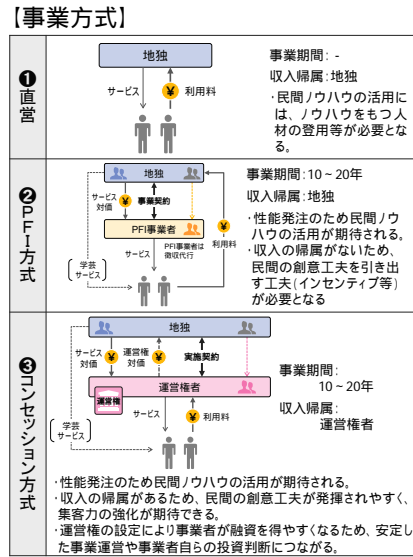 【事業方式】
❶直営
地独
サービス
¥
利用料
事業期間：-
収入帰属：地独
・民間ノウハウの活用に
は、ノウハウをもつ人
材の登用等が必要とな
る。
❷PFI方式
地独
サービス
対価
¥
事業契約
PFI事業者
サービス
PFI事業者は
徴収代行
¥
利用料
学芸
サービス
事業期間：10～20年
収入帰属：地独
・性能発注のため民間ノウ
ハウの活用が期待される。
・収入の帰属がないため、
民間の創意工夫を引き出
す工夫（インセンティブ等）
が必要となる
❸コンセッション方式
地独
サービス
対価
¥
運営権
対価
¥
実施契約
運営権者
運営権
サービス
¥
利用料
学芸
サービス
事業期間：
10～20年
収入帰属：
運営権者
・性能発注のため民間ノウハウの活用が期待される。
・収入の帰属があるため、民間の創意工夫が発揮されやすく、
集客力の強化が期待できる。
・運営権の設定により事業者が融資を得やすくなるため、安定し
た事業運営や事業者自らの投資判断につながる。